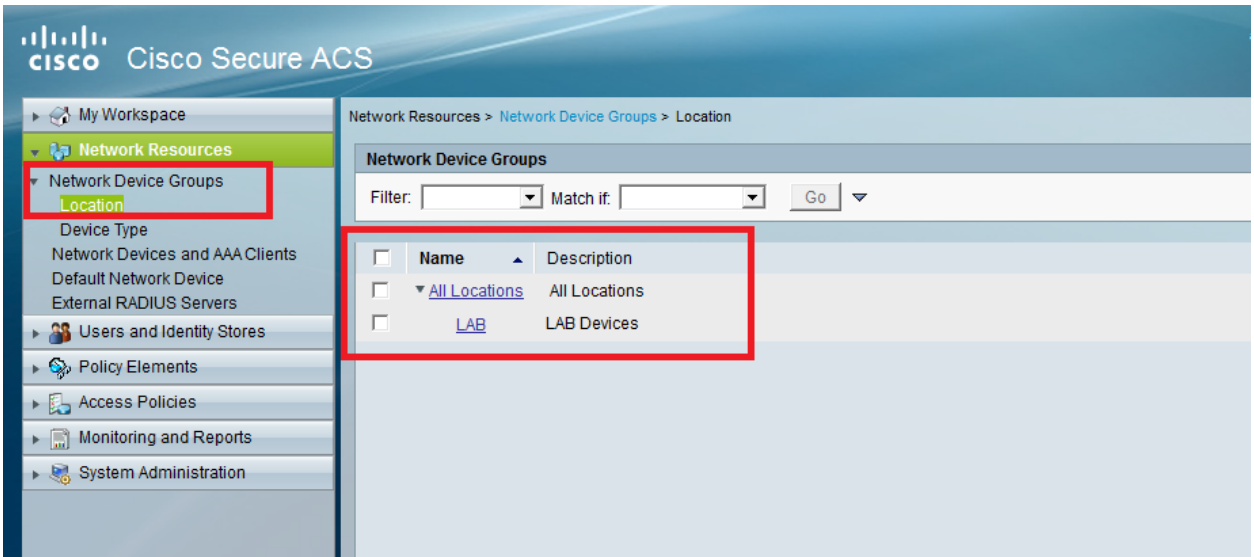 CISCO Cisco Secure ACS
My Workspace
Network Resources
Network Device Groups
Location
Device Type
Network Devices and AAA Clients
Default Network Device
External RADIUS Servers
Users and Identity Stores
Policy Elements
Access Policies
Monitoring and Reports
System Administration
Network Resources > Network Device Groups > Location
Network Device Groups
Filter: Match if: Go
Name Description
All Locations All Locations
LAB LAB Devices